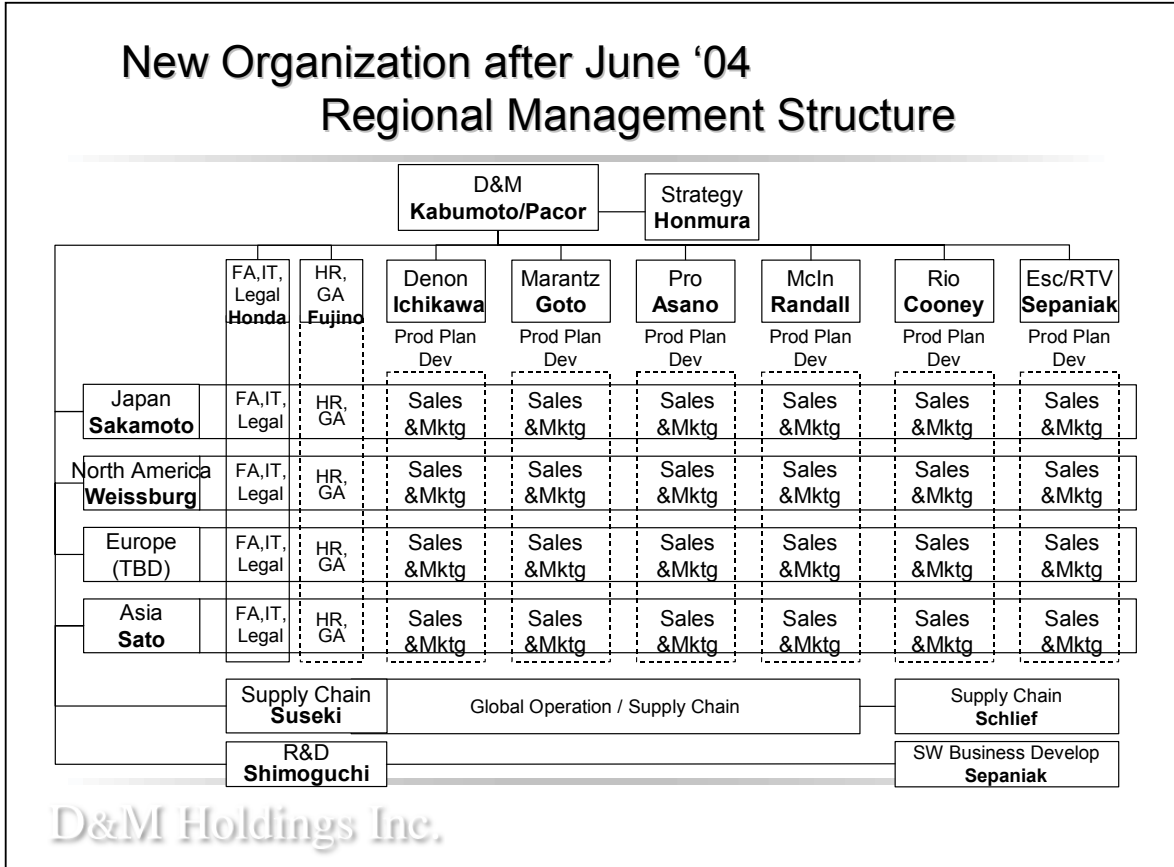 New Organization after June ‘04
Regional Management Structure
D&M
Kabumoto/Pacor
Strategy
Honmura
FA,IT,
Legal
Honda
HR,
GA
Fujino
Denon
Ichikawa
Marantz
Goto
Pro
Asano
McIn
Randall
Rio
Cooney
Esc/RTV
Sepaniak
Prod Plan
Dev
Prod Plan
Dev
Prod Plan
Dev
Prod Plan
Dev
Prod Plan
Dev
Prod Plan
Dev
Japan
Sakamoto
FA,IT,
Legal
HR,
GA
Sales
&Mktg
Sales
&Mktg
Sales
&Mktg
Sales
&Mktg
Sales
&Mktg
Sales
&Mktg
North America
Weissburg
FA,IT,
Legal
HR,
GA
Sales
&Mktg
Sales
&Mktg
Sales
&Mktg
Sales
&Mktg
Sales
&Mktg
Sales
&Mktg
Europe
(TBD)
FA,IT,
Legal
HR,
GA
Sales
&Mktg
Sales
&Mktg
Sales
&Mktg
Sales
&Mktg
Sales
&Mktg
Sales
&Mktg
Asia
Sato
FA,IT,
Legal
HR,
GA
Sales
&Mktg
Sales
&Mktg
Sales
&Mktg
Sales
&Mktg
Sales
&Mktg
Sales
&Mktg
Supply Chain
Suseki
Global Operation / Supply Chain
Supply Chain
Schlief
R&D
Shimoguchi
SW Business Develop
Sepaniak
D&M Holdings Inc.